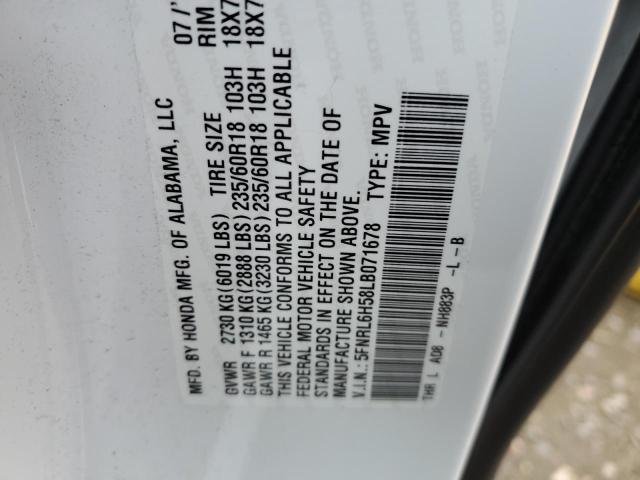 MFD. BY HONDA MFG. OF ALABAMA, LLC 07/
GVWR 2730 KG (6019 LBS) TIRE SIZE RIM
GAWR F 1310 KG (2888 LBS) 235/60R18 103H 18X7
GAWR R 1465 KG (3230 LBS) 235/60R18 103H 18X7
THIS VEHICLE CONFORMS TO ALL APPLICABLE
FEDERAL MOTOR VEHICLE SAFETY
STANDARDS IN EFFECT ON THE DATE OF
MANUFACTURE SHOWN ABOVE.
V.I.N.: 5FNRL6H58LB071678 TYPE: MPV
THR L AD8 - NH883P -L-B